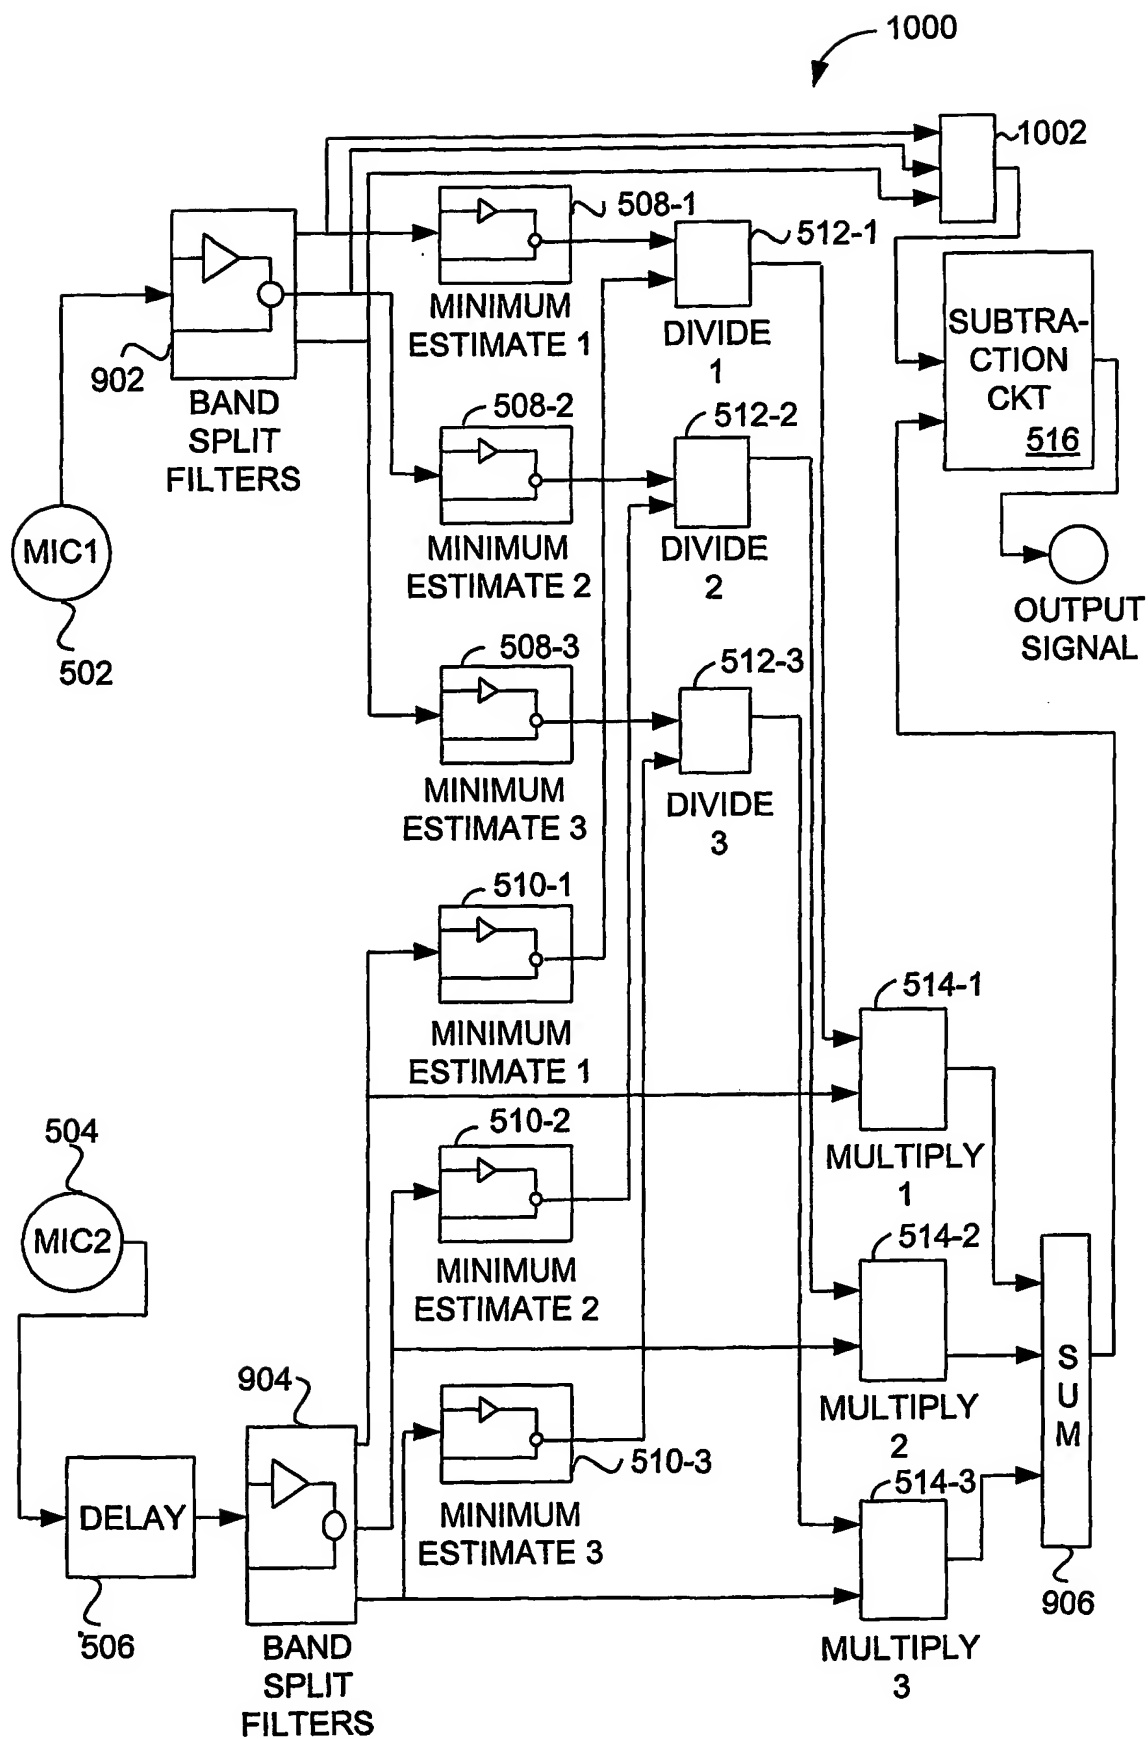 1000
1002
508-1
512-1
MINIMUM
ESTIMATE 1
DIVIDE
1
SUBTRA-
CTION
CKT
516
902
BAND
SPLIT
FILTERS
508-2
512-2
MIC1
MINIMUM
ESTIMATE 2
DIVIDE
2
OUTPUT
SIGNAL
502
508-3
512-3
MINIMUM
ESTIMATE 3
DIVIDE
3
510-1
514-1
MINIMUM
ESTIMATE 1
504
510-2
MULTIPLY
1
MIC2
514-2
MINIMUM
ESTIMATE 2
904
SUM
MULTIPLY
2
510-3
514-3
DELAY
MINIMUM
ESTIMATE 3
506
906
BAND
SPLIT
FILTERS
MULTIPLY
3